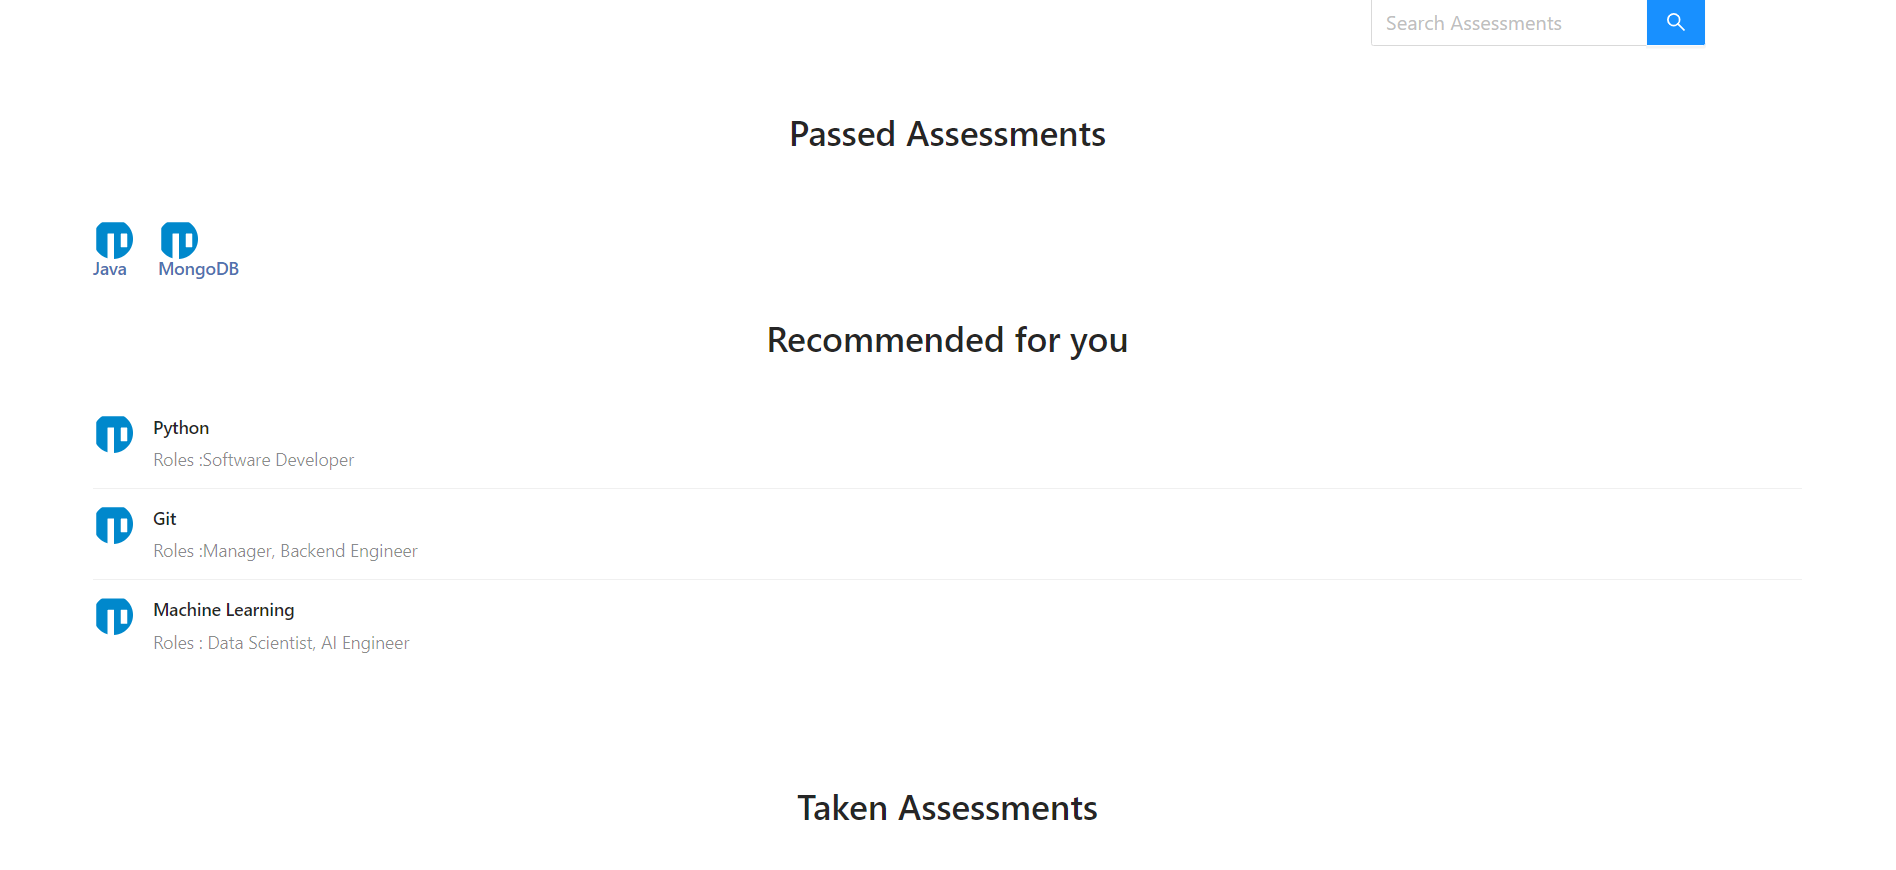 Search Assessments
Passed Assessments
Java MongoDB
Recommended for you
Python
Roles :Software Developer
Git
Roles :Manager, Backend Engineer
Machine Learning
Roles : Data Scientist, AI Engineer
Taken Assessments